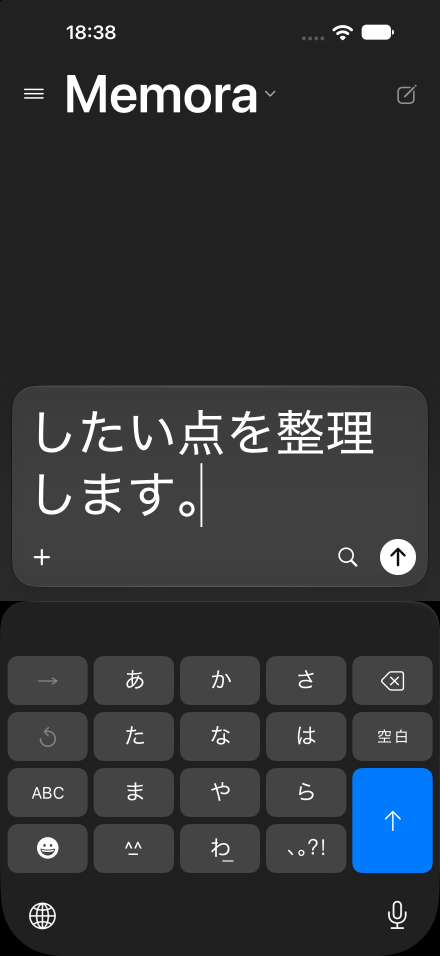 18:38
Memora
したい点を整理
します。
→ あ か さ
た な は 空白
ABC ま や ら
^^ わ_ 、。?!